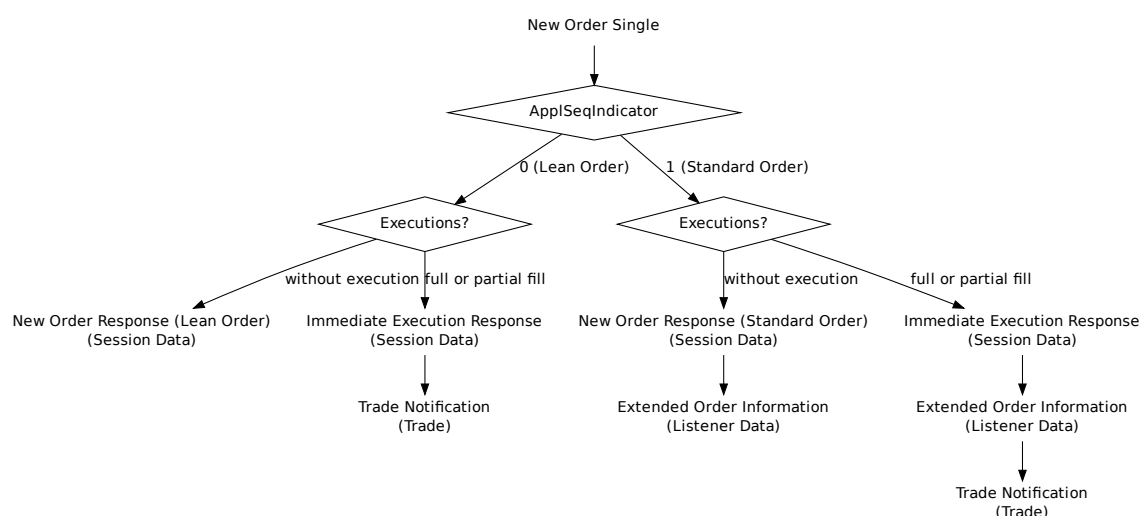 New Order Single
ApplSeqIndicator
0 (Lean Order)
1 (Standard Order)
Executions?
Executions?
without execution
full or partial fill
without execution
full or partial fill
New Order Response (Lean Order)
(Session Data)
Immediate Execution Response
(Session Data)
New Order Response (Standard Order)
(Session Data)
Immediate Execution Response
(Session Data)
Trade Notification
(Trade)
Extended Order Information
(Listener Data)
Extended Order Information
(Listener Data)
Trade Notification
(Trade)